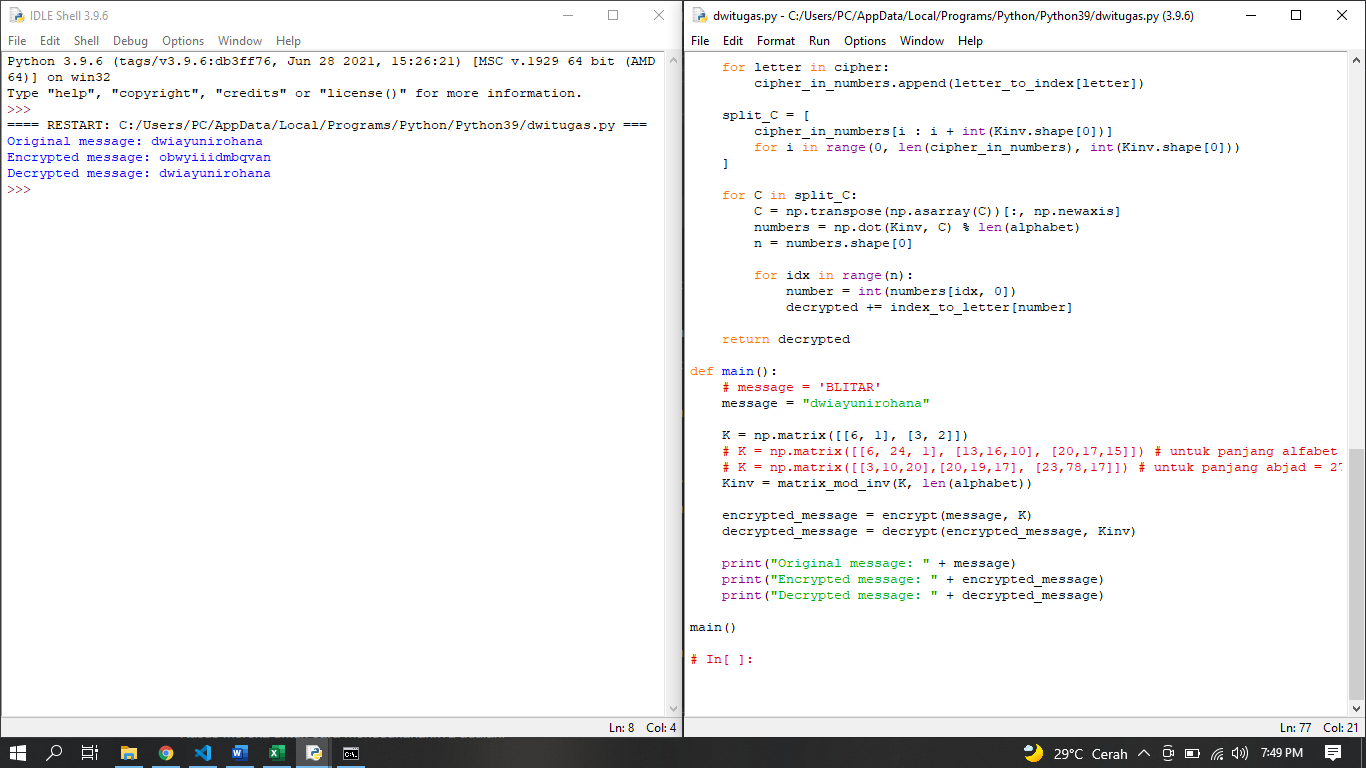 IDLE Shell 3.9.6
File Edit Shell Debug Options Window Help
Python 3.9.6 (tags/v3.9.6:db3ff76, Jun 28 2021, 15:26:21) [MSC v.1929 64 bit (AMD
64)] on win32
Type "help", "copyright", "credits" or "license()" for more information.
>>>
==== RESTART: C:/Users/PC/AppData/Local/Programs/Python/Python39/dwitugas.py ===
Original message: dwiayunirohana
Encrypted message: obwyiiidmbqvan
Decrypted message: dwiayunirohana
>>>
Ln: 8 Col: 4
dwitugas.py - C:/Users/PC/AppData/Local/Programs/Python/Python39/dwitugas.py (3.9.6)
File Edit Format Run Options Window Help
    for letter in cipher:
        cipher_in_numbers.append(letter_to_index[letter])

    split_C = [
        cipher_in_numbers[i : i + int(Kinv.shape[0])]
        for i in range(0, len(cipher_in_numbers), int(Kinv.shape[0]))
    ]

    for C in split_C:
        C = np.transpose(np.asarray(C))[:, np.newaxis]
        numbers = np.dot(Kinv, C) % len(alphabet)
        n = numbers.shape[0]

        for idx in range(n):
            number = int(numbers[idx, 0])
            decrypted += index_to_letter[number]

    return decrypted

def main():
    # message = 'BLITAR'
    message = "dwiayunirohana"

    K = np.matrix([[6, 1], [3, 2]])
    # K = np.matrix([[6, 24, 1], [13,16,10], [20,17,15]]) # untuk panjang alfabet
    # K = np.matrix([[3,10,20],[20,19,17], [23,78,17]]) # untuk panjang abjad = 27
    Kinv = matrix_mod_inv(K, len(alphabet))

    encrypted_message = encrypt(message, K)
    decrypted_message = decrypt(encrypted_message, Kinv)

    print("Original message: " + message)
    print("Encrypted message: " + encrypted_message)
    print("Decrypted message: " + decrypted_message)

main()

# In[ ]:
Ln: 77 Col: 21
29°C Cerah 7:49 PM